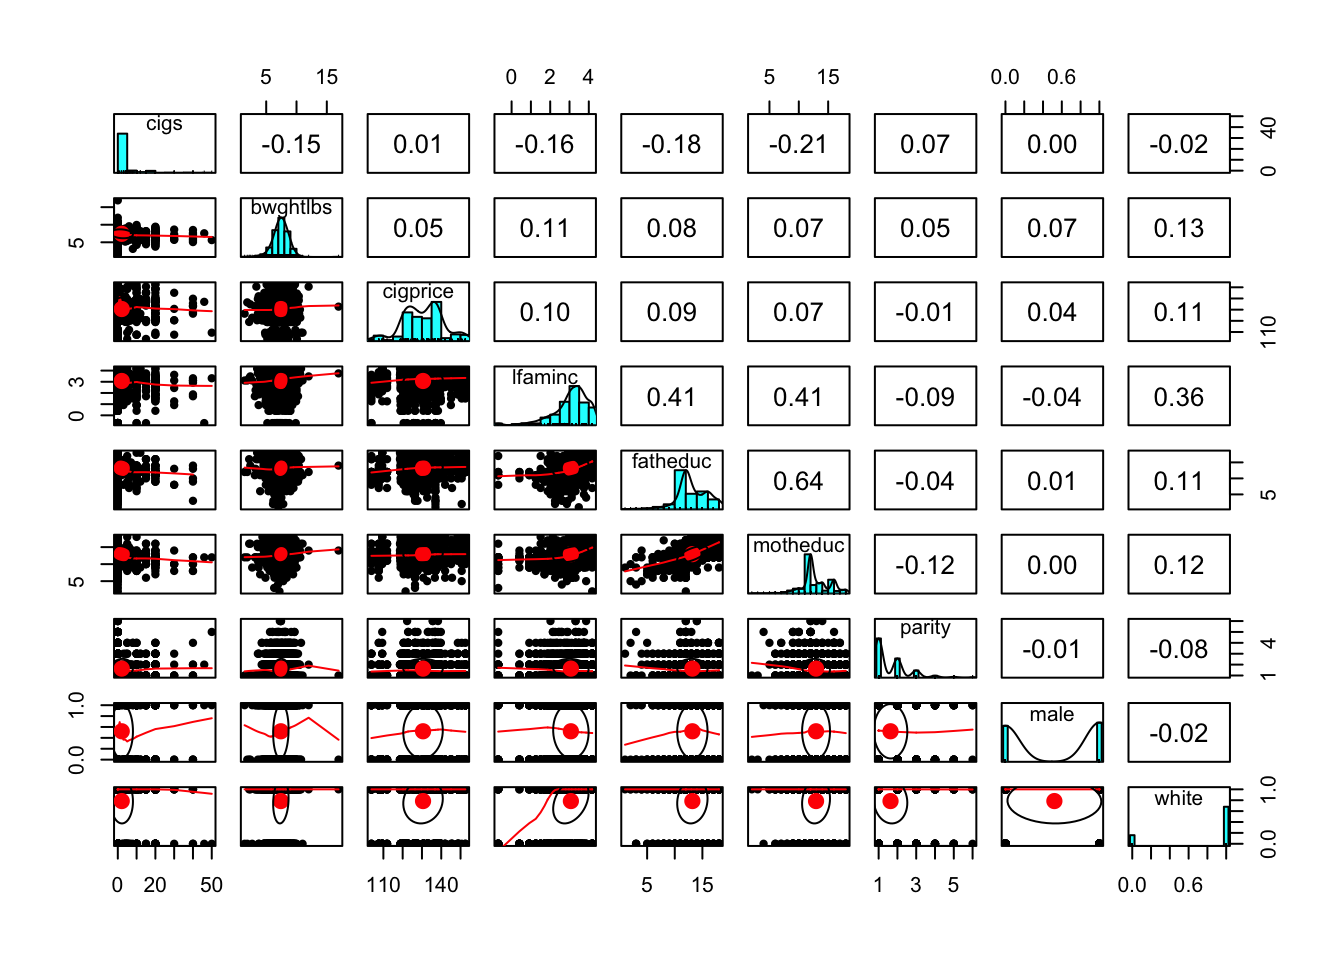 5 15 0 2 4 5 15 0.0 0.6
cigs -0.15 0.01 -0.16 -0.18 -0.21 0.07 0.00 -0.02 0 40
5 bwghtlbs 0.05 0.11 0.08 0.07 0.05 0.07 0.13
cigprice 0.10 0.09 0.07 -0.01 0.04 0.11 110
0 3 lfaminc 0.41 0.41 -0.09 -0.04 0.36
fatheduc 0.64 -0.04 0.01 0.11 5
5 motheduc -0.12 0.00 0.12
parity -0.01 -0.08 1 4
0.0 1.0 male -0.02
white 0.0 1.0
0 20 50 110 140 5 15 1 3 5 0.0 0.6